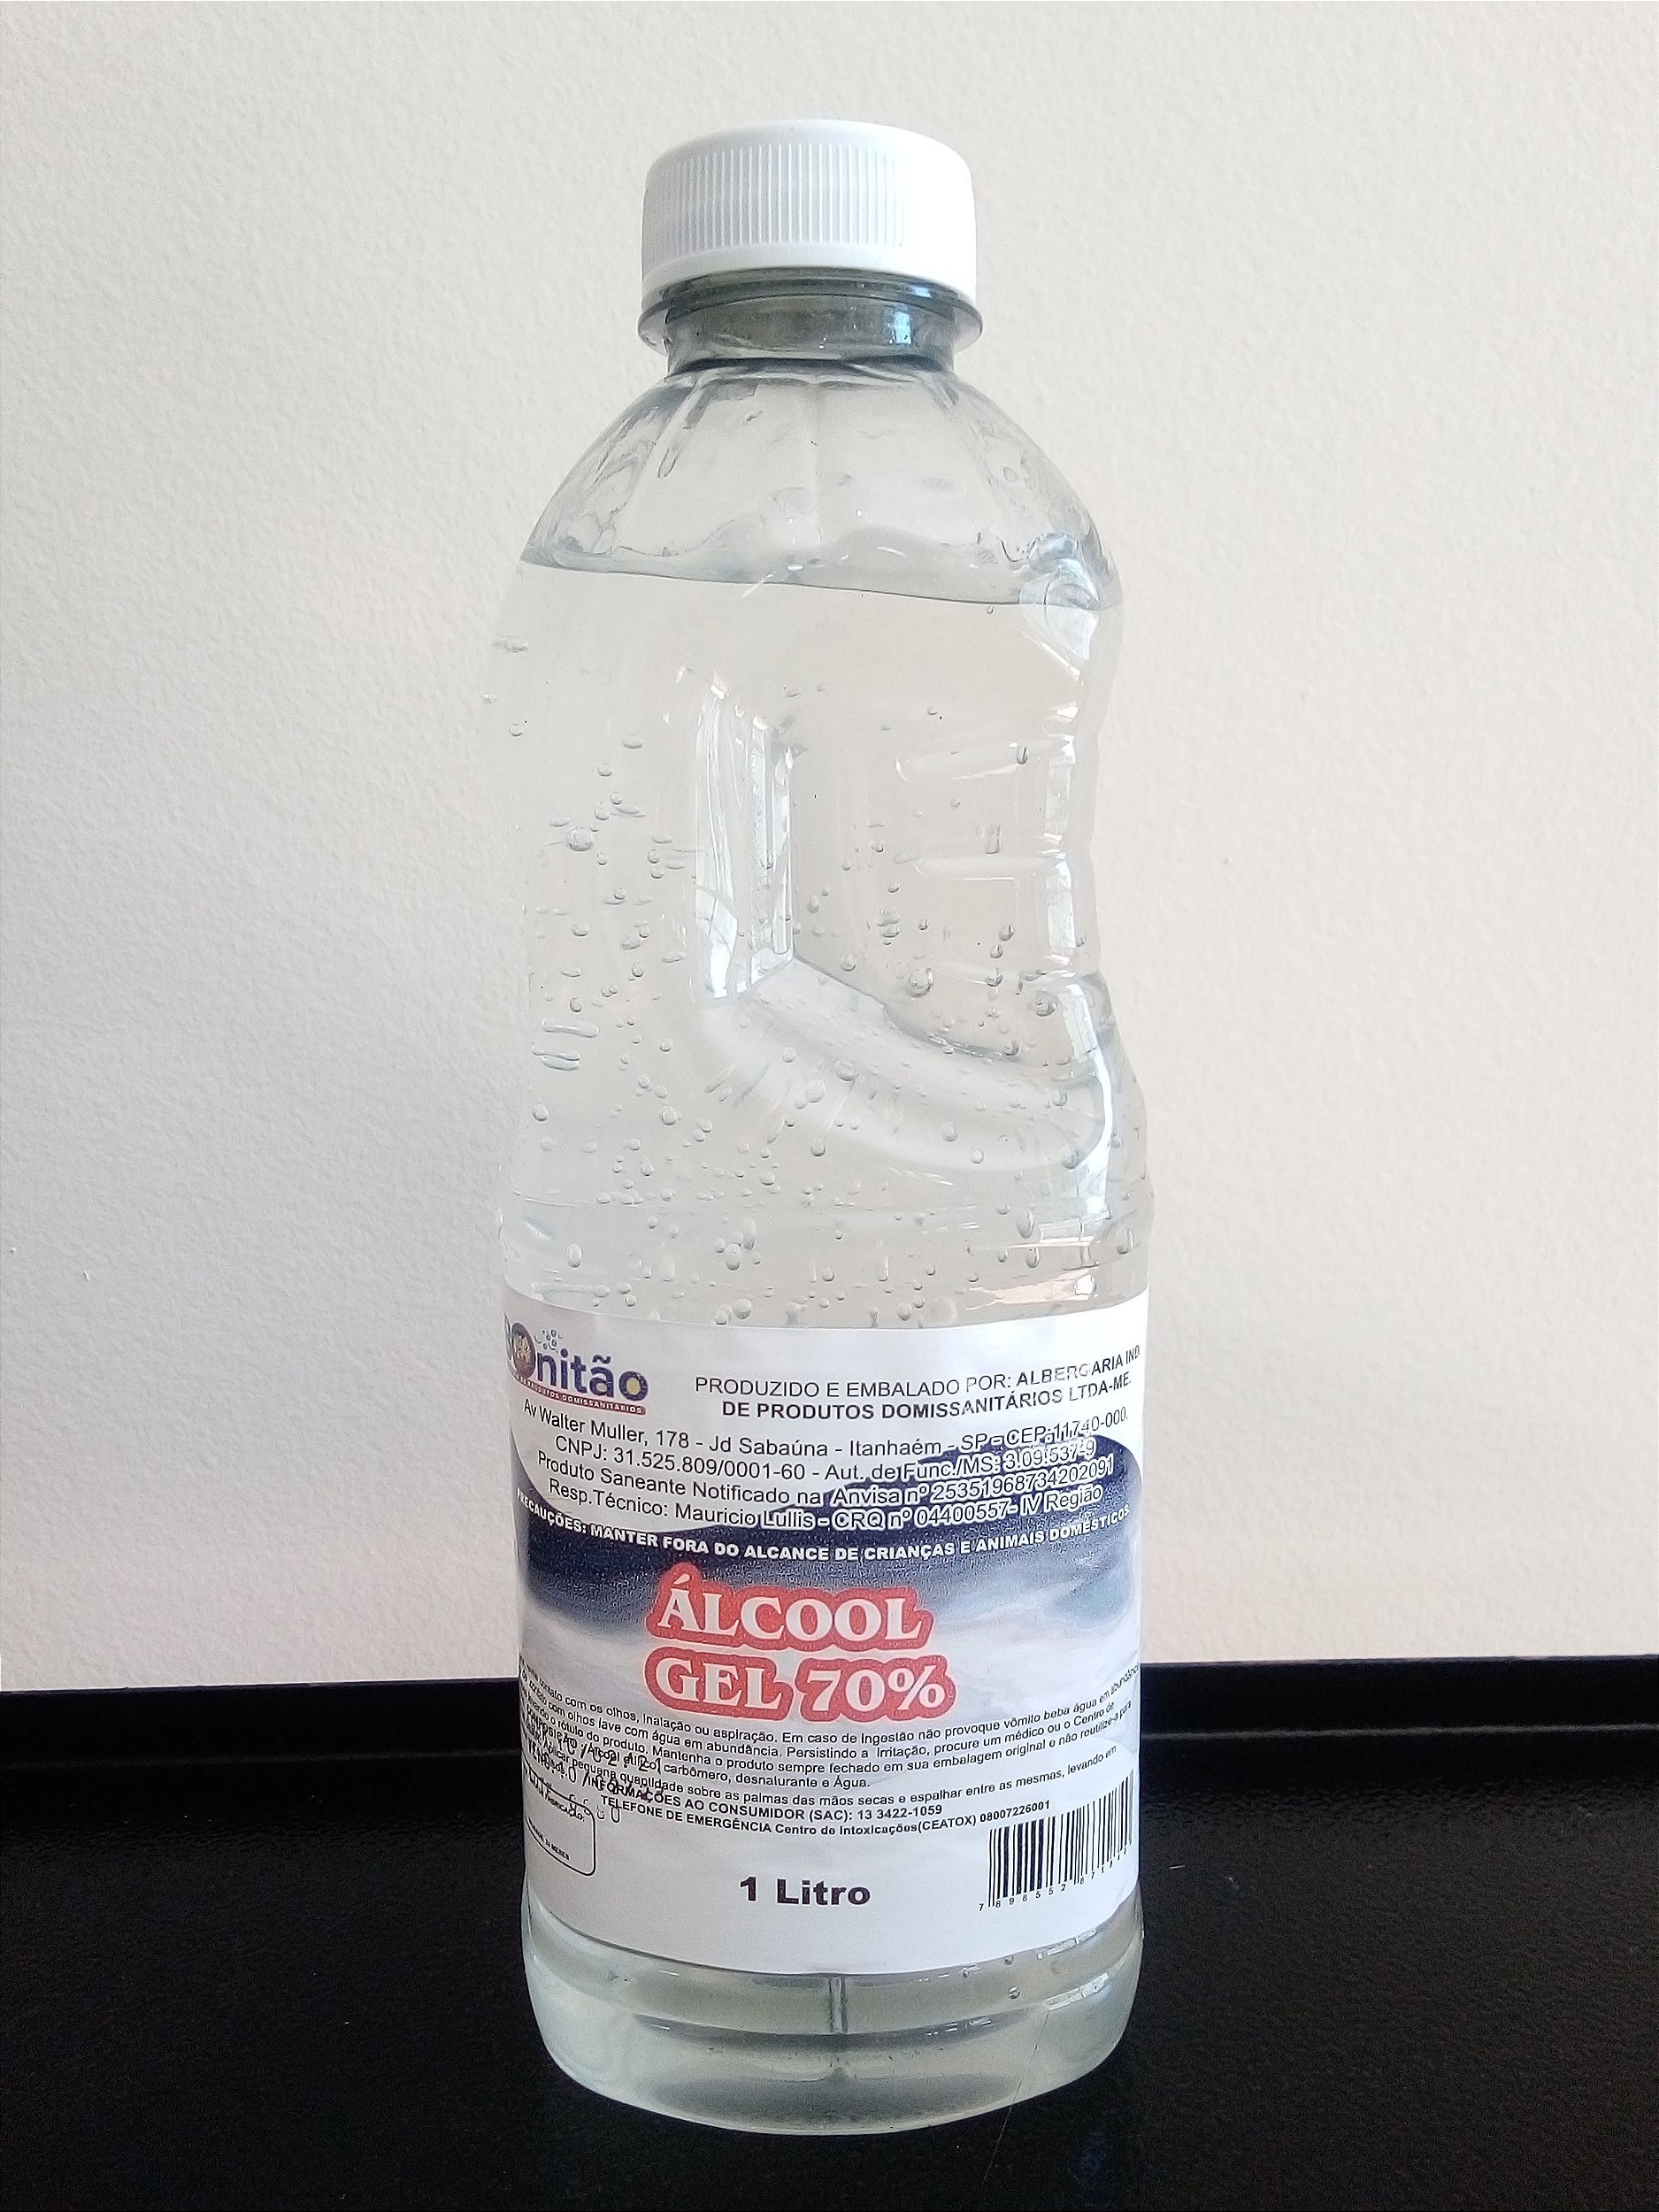 Bonitão
PRODUZIDO E EMBALADO POR: ALBERGARIA IND.
DE PRODUTOS DOMISSANITÁRIOS LTDA-ME.
Av Walter Muller, 178 - Jd Sabaúna - Itanhaém - SP - CEP:11740-000.
CNPJ: 31.525.809/0001-60 - Aut. de Func./MS: 3.09.537-9
Produto Saneante Notificado na Anvisa nº 25351968734202091
Resp.Técnico: Mauricio Lullis - CRQ nº 04400557- IV Região
PRECAUÇÕES: MANTER FORA DO ALCANCE DE CRIANÇAS E ANIMAIS DOMÉSTICOS.
ÁLCOOL
GEL 70%
contato com os olhos, Inalação ou aspiração. Em caso de Ingestão não provoque vômito beba água em abundância
contato com olhos lave com água em abundância. Persistindo a Irritação, procure um médico ou o Centro de
o rótulo do produto. Mantenha o produto sempre fechado em sua embalagem original e não reutilize-a para
Álcool etílico, carbômero, desnaturante e Água.
pequena quantidade sobre as palmas das mãos secas e espalhar entre as mesmas, levando em
INFORMAÇÕES AO CONSUMIDOR (SAC): 13 3422-1059
TELEFONE DE EMERGÊNCIA Centro de Intoxicações(CEATOX) 08007226001
1 Litro